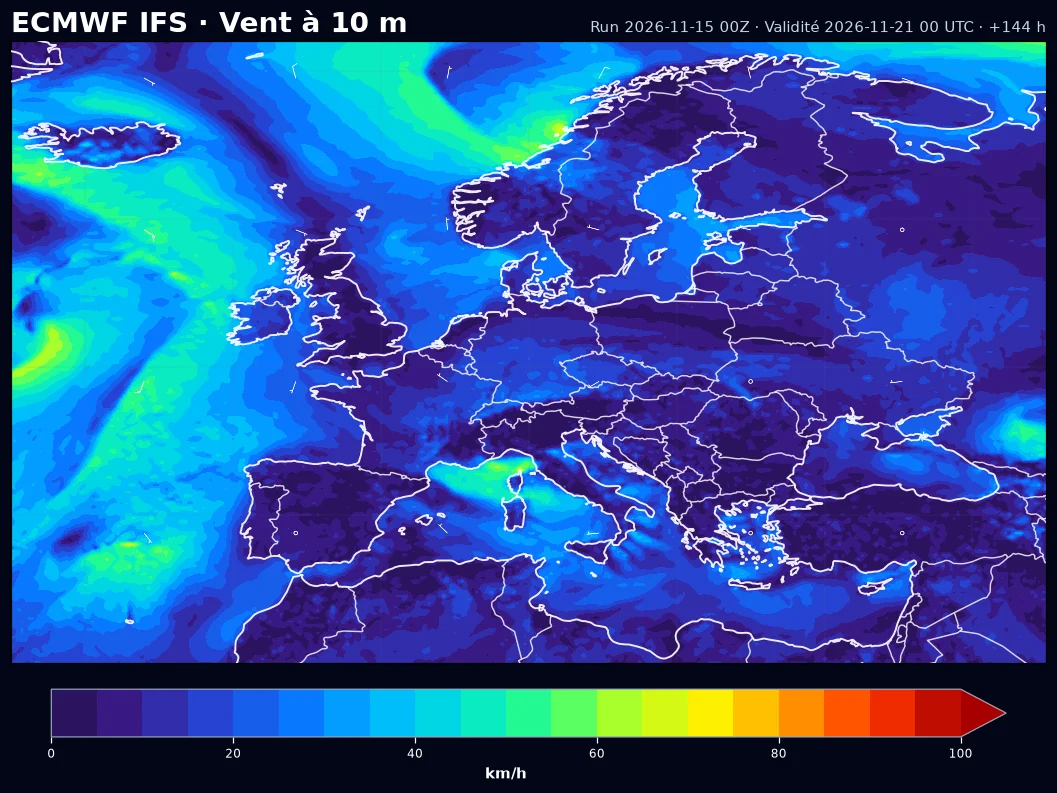 ECMWF IFS · Vent à 10 m
Run 2026-11-15 00Z · Validité 2026-11-21 00 UTC · +144 h
0 20 40 60 80 100
km/h